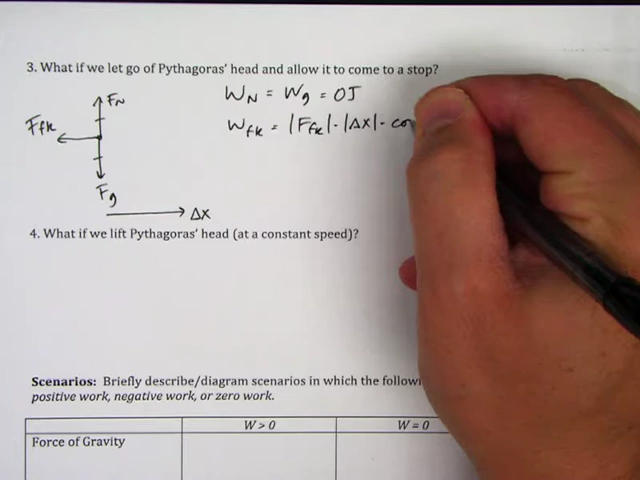 3. What if we let go of Pythagoras' head and allow it to come to a stop?
FN
WN = Wg = 0J
Ffk
Wfk = |Ffk| · |Δx| · co
Fg
Δx
4. What if we lift Pythagoras' head (at a constant speed)?
Scenarios: Briefly describe/diagram scenarios in which the
positive work, negative work, or zero work.
W > 0 W = 0
Force of Gravity